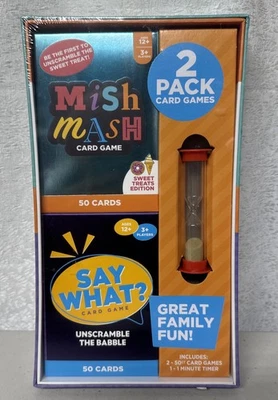 BE THE FIRST TO
UNSCRAMBLE THE
SWEET TREAT!
AGES
12+
3+
PLAYERS
MiSH
mASH
CARD GAME
SWEET
TREATS
EDITION
50 CARDS
2
PACK
CARD GAMES
AGES
12+
3+
PLAYERS
SAY
WHAT?
CARD GAME
UNSCRAMBLE
THE BABBLE
50 CARDS
GREAT
FAMILY
FUN!
INCLUDES:
2 - 50CT CARD GAMES
1 - 1 MINUTE TIMER